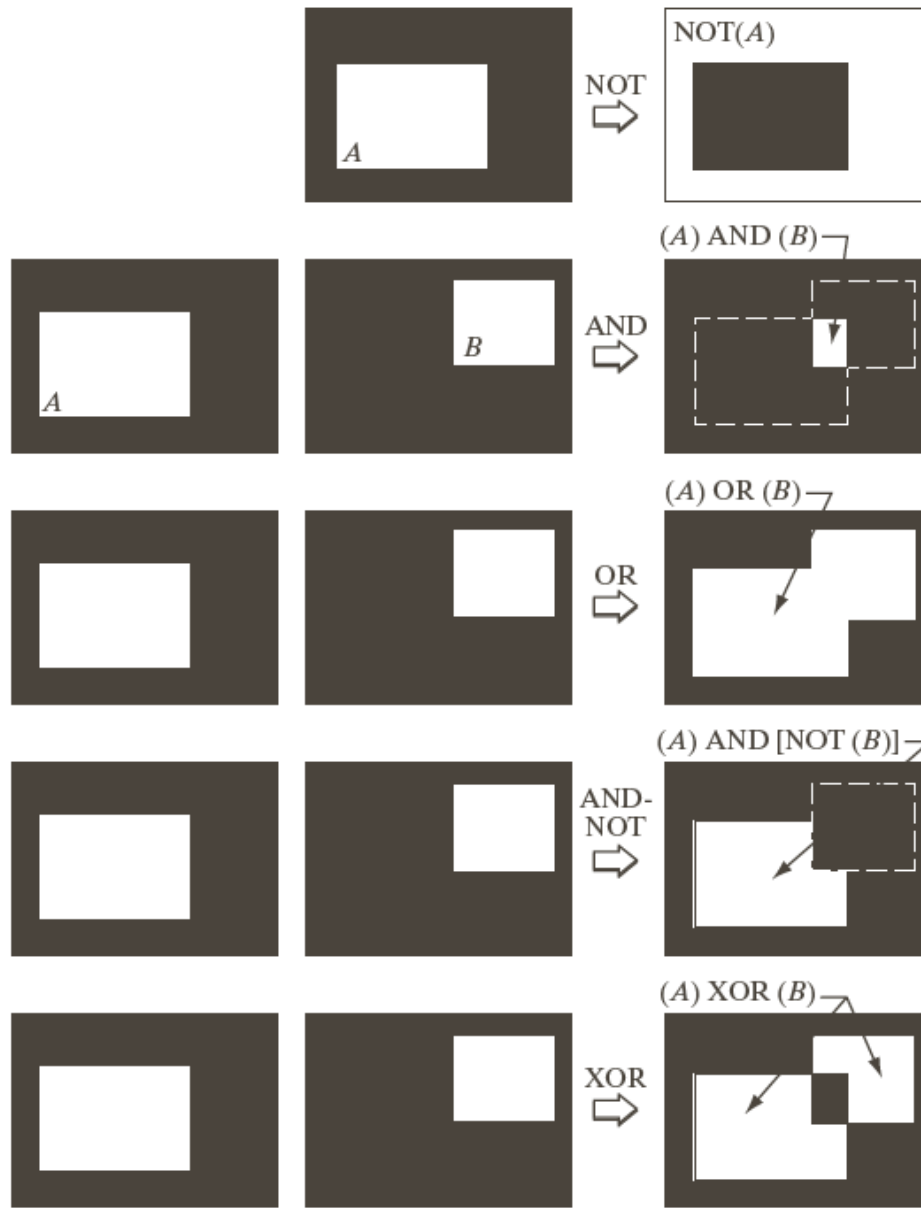 NOT
NOT(A)
A
(A) AND (B)
AND
B
A
(A) OR (B)
OR
(A) AND [NOT (B)]
AND-
NOT
(A) XOR (B)
XOR